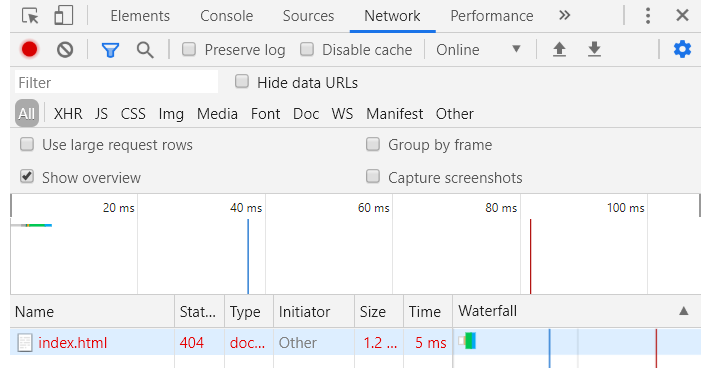 Elements Console Sources Network Performance »
Preserve log Disable cache Online
Filter Hide data URLs
All XHR JS CSS Img Media Font Doc WS Manifest Other
Use large request rows Group by frame
Show overview Capture screenshots
20 ms 40 ms 60 ms 80 ms 100 ms
Name Stat... Type Initiator Size Time Waterfall
index.html 404 doc... Other 1.2 ... 5 ms